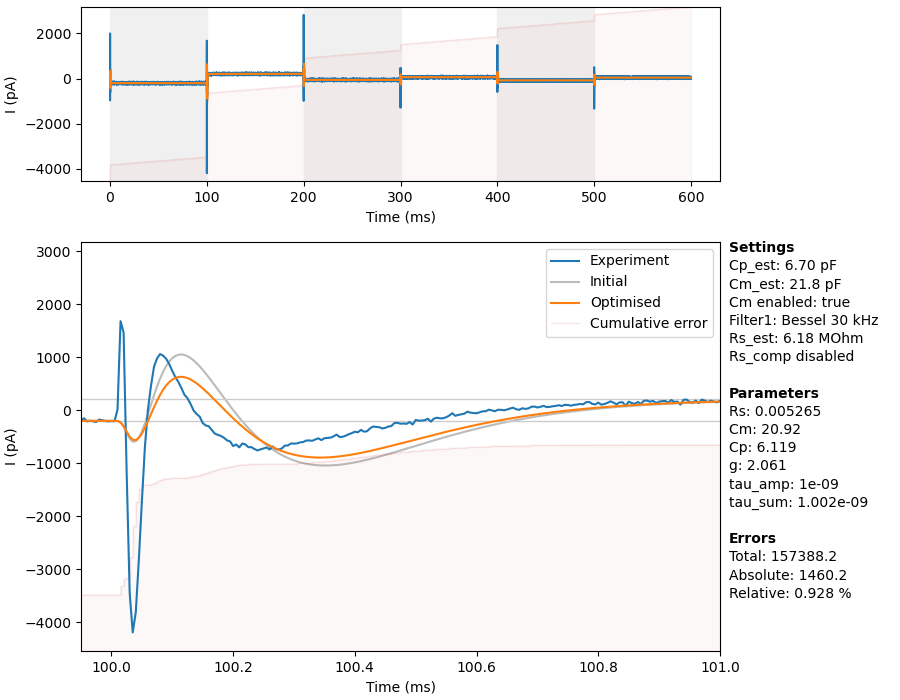 2000
0
−2000
−4000
I (pA)
0
100
200
300
400
500
600
Time (ms)
3000
2000
1000
0
−1000
−2000
−3000
−4000
I (pA)
Experiment
Initial
Optimised
Cumulative error
100.0
100.2
100.4
100.6
100.8
101.0
Time (ms)
Settings
Cp_est: 6.70 pF
Cm_est: 21.8 pF
Cm enabled: true
Filter1: Bessel 30 kHz
Rs_est: 6.18 MOhm
Rs_comp disabled
Parameters
Rs: 0.005265
Cm: 20.92
Cp: 6.119
g: 2.061
tau_amp: 1e-09
tau_sum: 1.002e-09
Errors
Total: 157388.2
Absolute: 1460.2
Relative: 0.928 %